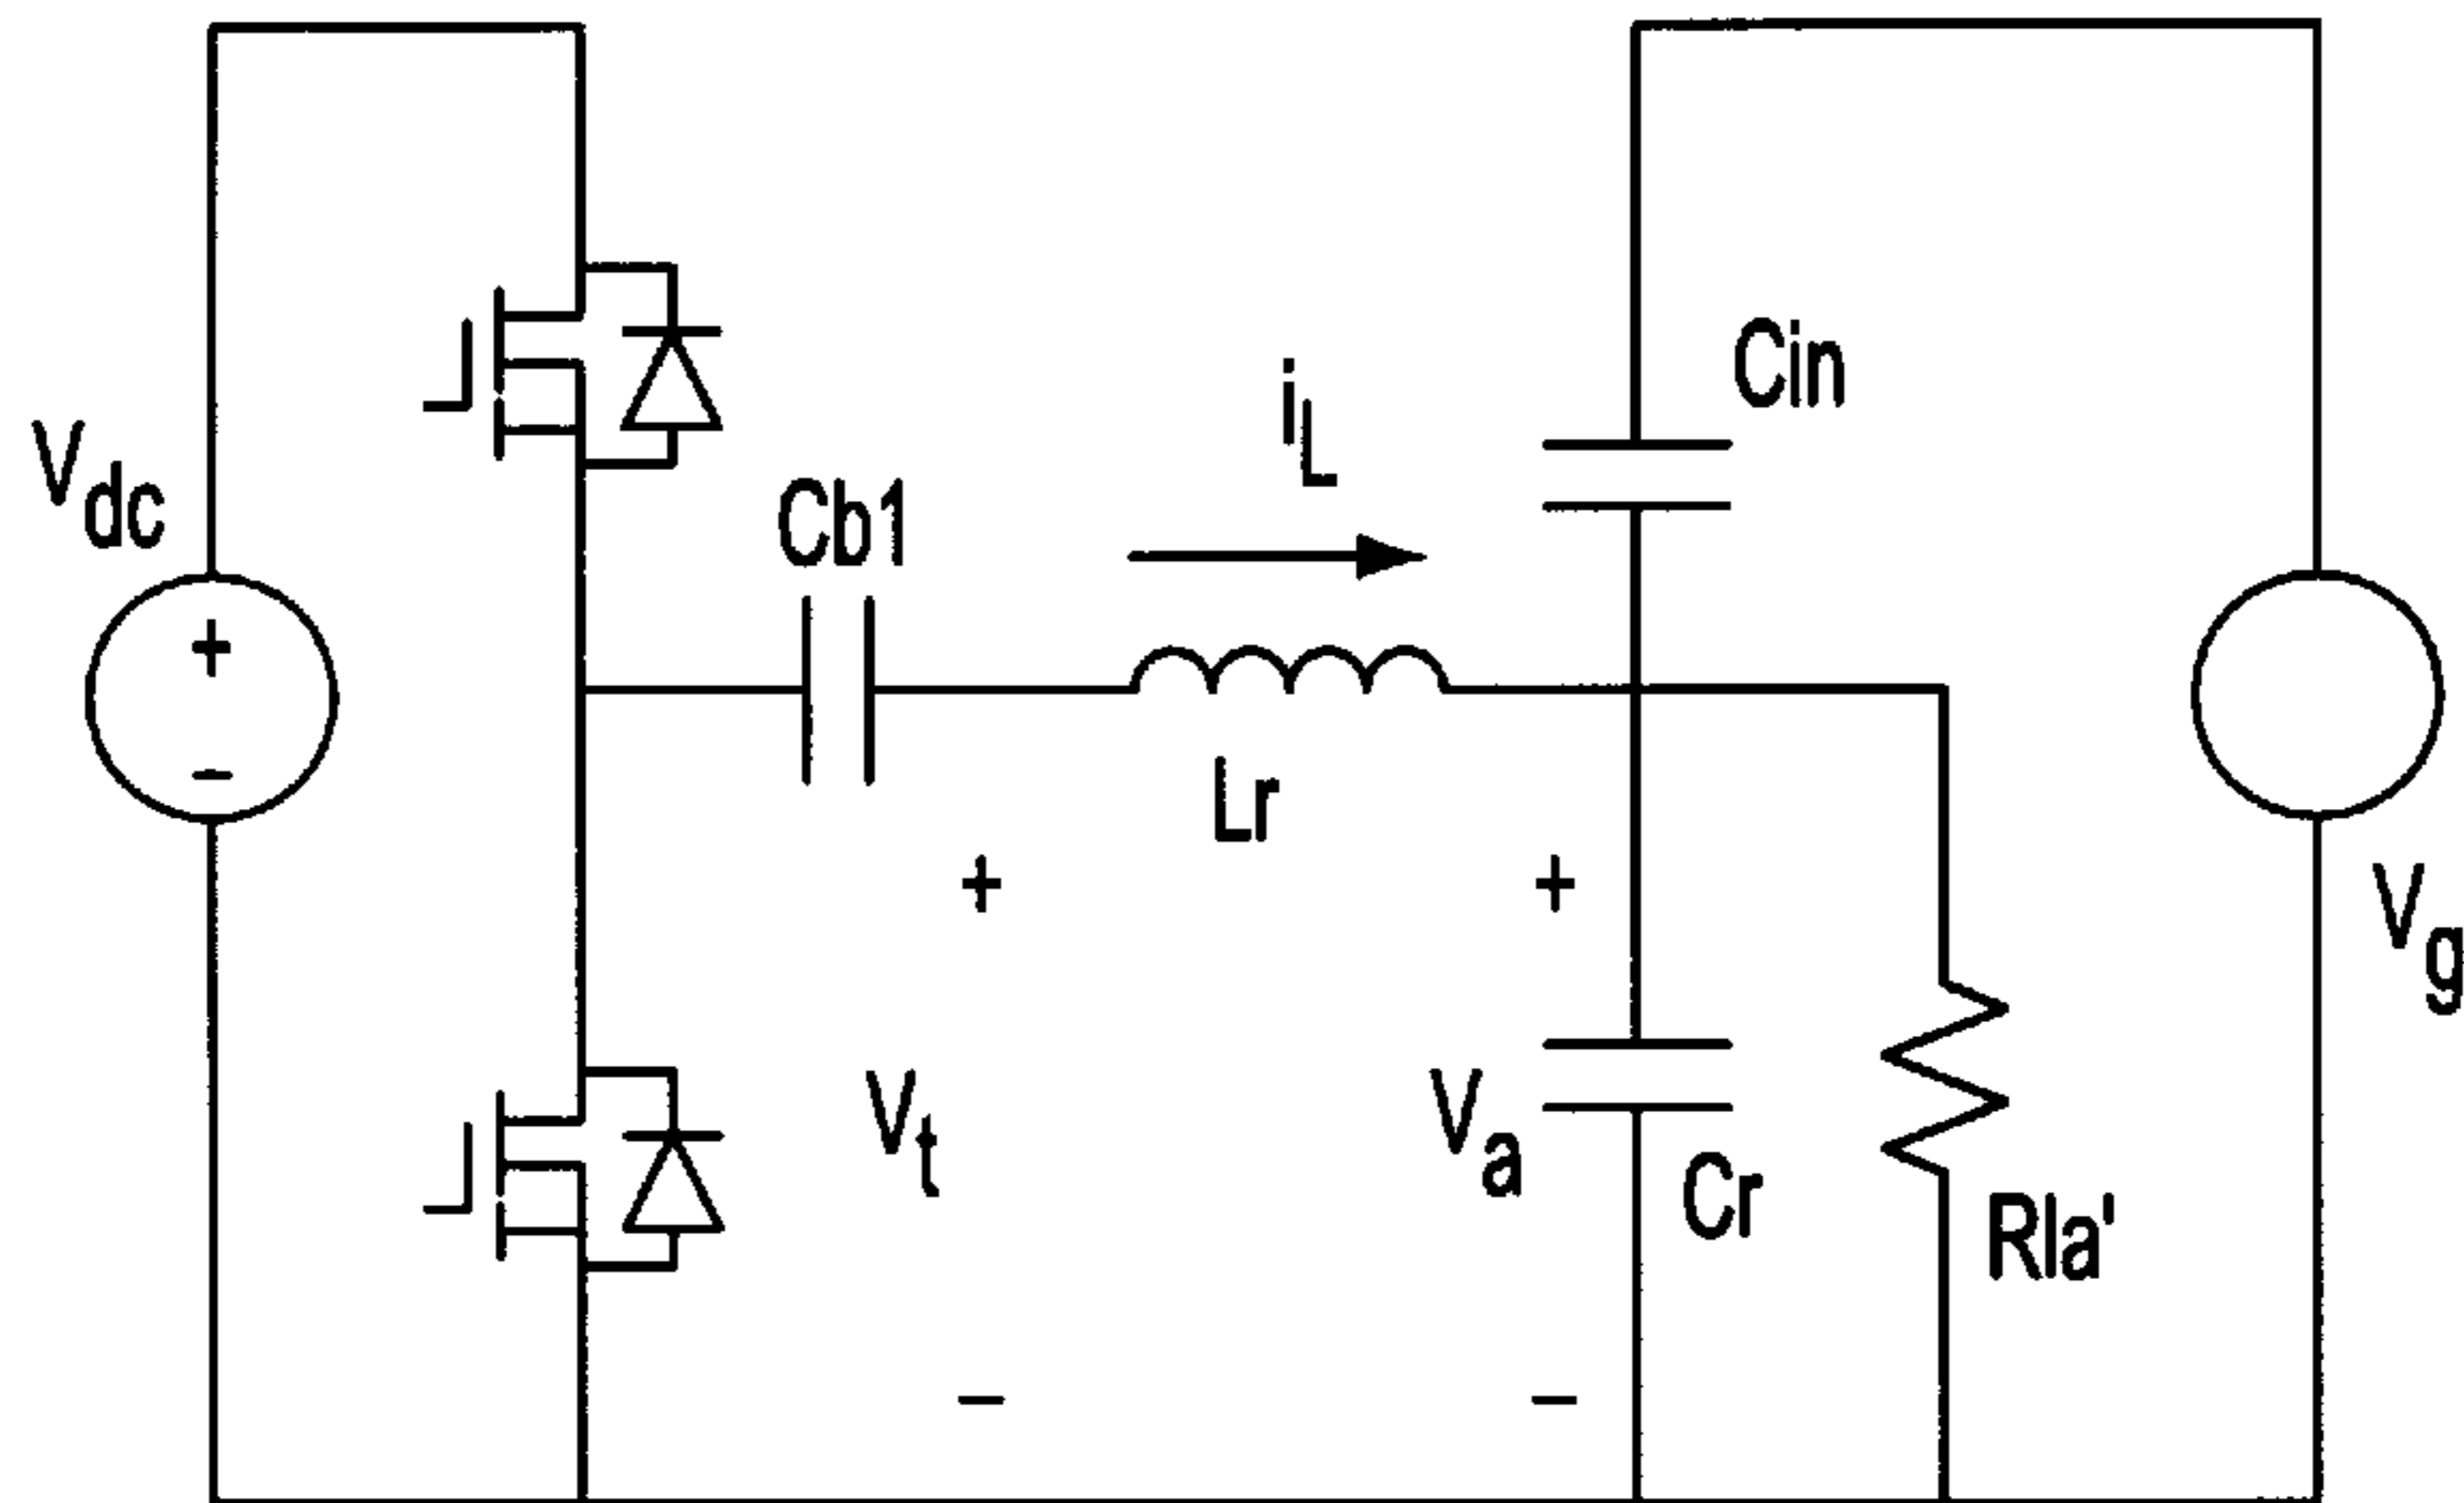 Vdc
+
−
Cb1
iL
Lr
Cin
+
Vt
−
+
Va
−
Cr
Rla'
Vg